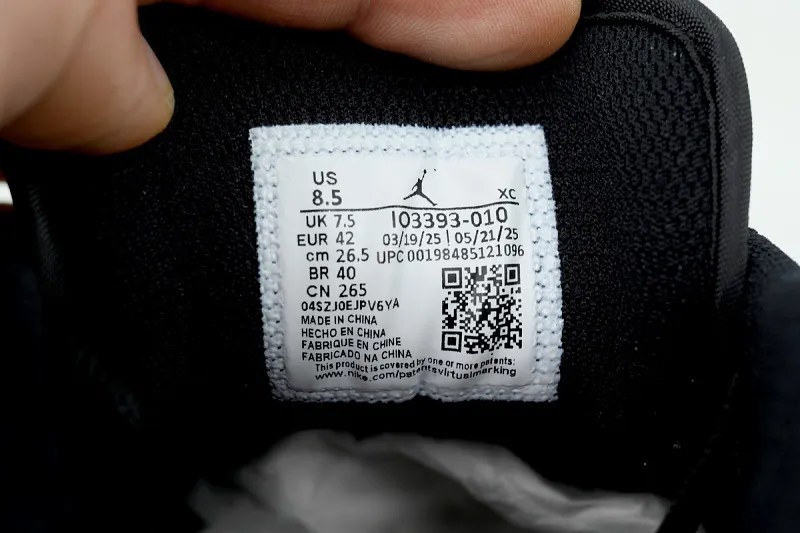 US
8.5
XC
UK 7.5
IO3393-010
EUR 42
03/19/25 | 05/21/25
cm 26.5
UPC 00198485121096
BR 40
CN 265
04SZJ0EJPV6YA
MADE IN CHINA
HECHO EN CHINA
FABRIQUE EN CHINE
FABRICADO NA CHINA
This product is covered by one or more patents:
www.nike.com/patentsvirtualmarking